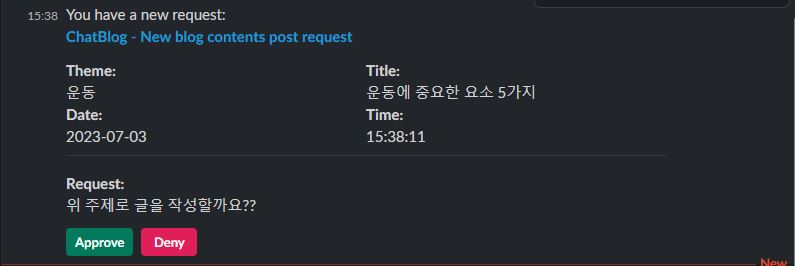 15:38 You have a new request:
ChatBlog - New blog contents post request
Theme: Title:
운동 운동에 중요한 요소 5가지
Date: Time:
2023-07-03 15:38:11
Request:
위 주제로 글을 작성할까요??
Approve Deny
New